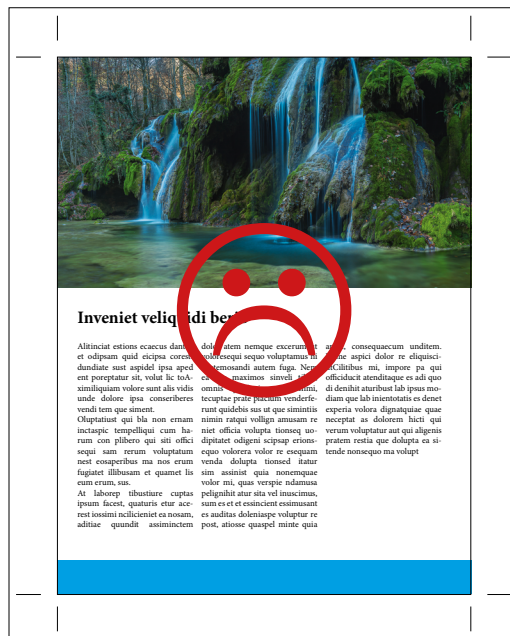 Inveniet veliq idi beri
Alitinciat estions ecaecus dant
et odipsam quid eicipsa corest
dundiate sust aspidel ipsa aped
ent poreptatur sit, volut lic toA-
similiquiam volore sunt alis vidis
unde dolore ipsa conseriberes
vendi tem que siment.
Oluptatiust qui bla non ernam
inctaspic tempelliqui cum ha-
rum con plibero qui siti offici
sequi sam rerum voluptatum
nest eosaperibus ma nos erum
fugiatet illibusam et quamet lis
eum erum, sus.
At laborep tibustiure cuptas
ipsum facest, quaturis etur ace-
rest iossimi ncilicieniet ea nosam,
aditiae quundit assiminctem
atem nemque excerum
voloresequi sequo voluptamus ni
temosandi autem fuga. Nem
ea maximos sinveli
omnis
tecuptae prate placium venderfe-
runt quidebis sus ut que simintiis
nimin ratqui vollign amusam re
niet officia volupta tionseq uo-
dipitatet odigeni scipsap erions-
equo volorera volor re esequam
venda dolupta tionsed itatur
sim assinist quia nonemquae
volor mi, quas verspie ndamusa
pelignihit atur sita vel inuscimus,
sum es et et essincient essimusant
es auditas doleniaspe voluptur re
post, atiosse quaspel minte quia
consequaecum unditem.
aspici dolor re eliquisci-
Cilitibus mi, impore pa qui
officidicit atenditaque es adi quo
di denihit aturibust lab ipsus mo-
diam que lab inientotatis es denet
experia volora dignatquiae quae
neceptat as dolorem hicti qui
verum voluptatur aut qui aligenis
pratem restia que dolupta ea si-
tende nonsequo ma volupt